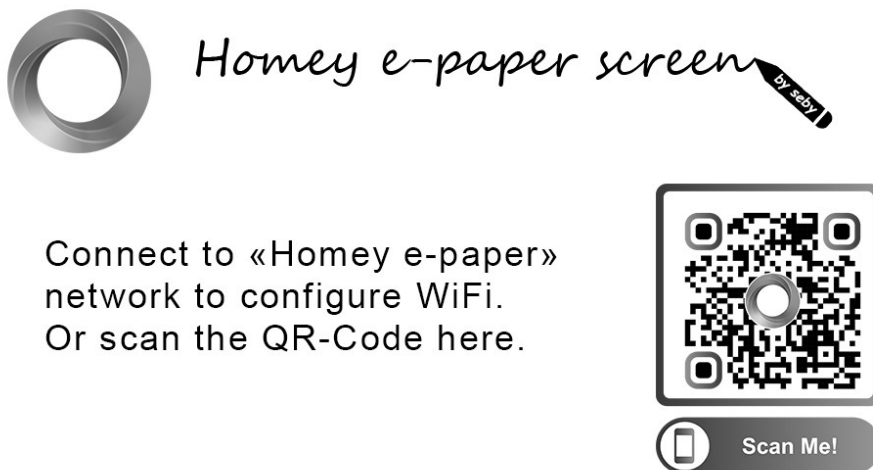 Homey e-paper screen
by seby
Connect to «Homey e-paper»
network to configure WiFi.
Or scan the QR-Code here.
Scan Me!